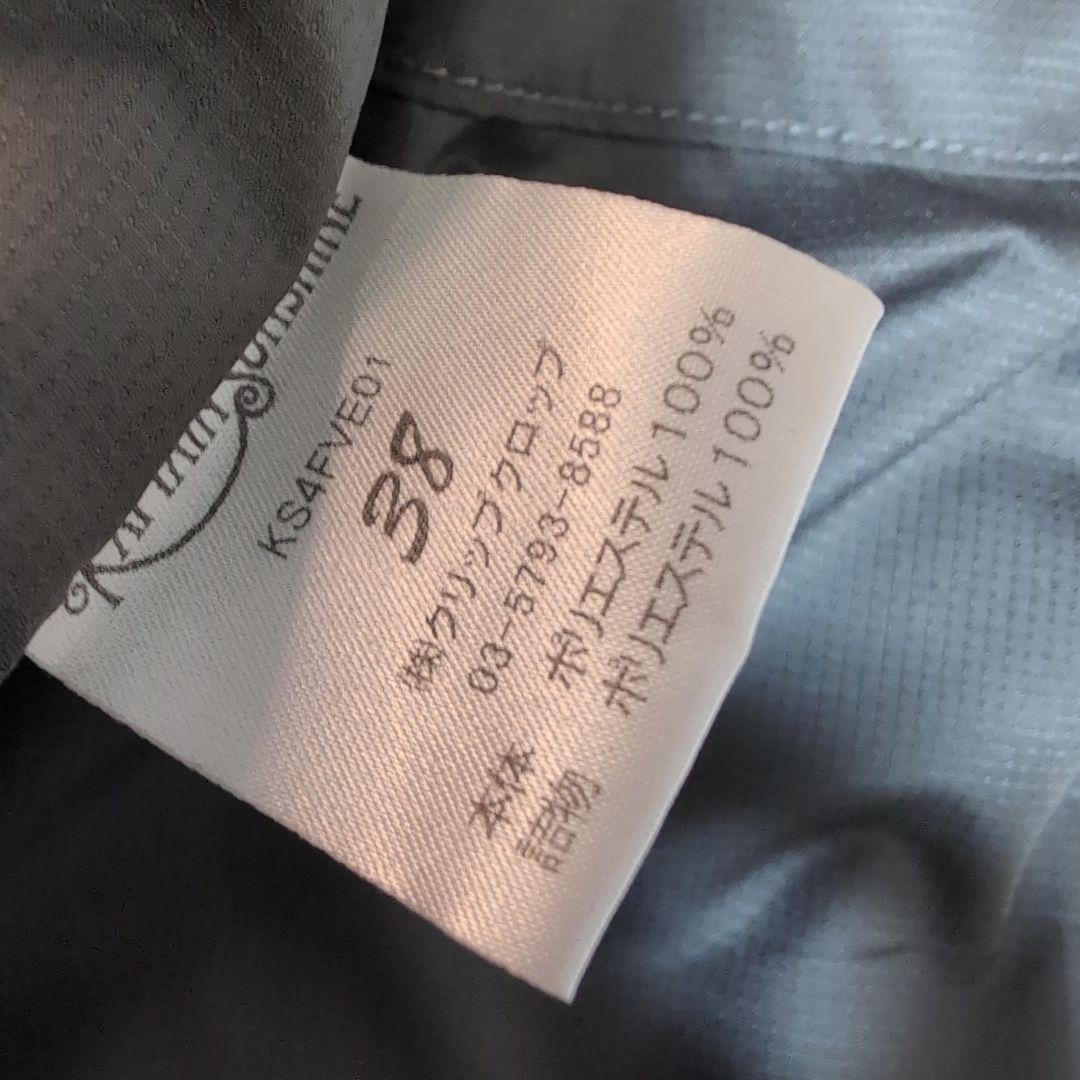 KS4FVE01
38
㈱クリップクロップ
03-5793-8588
本体 ポリエステル100%
詰物 ポリエステル100%